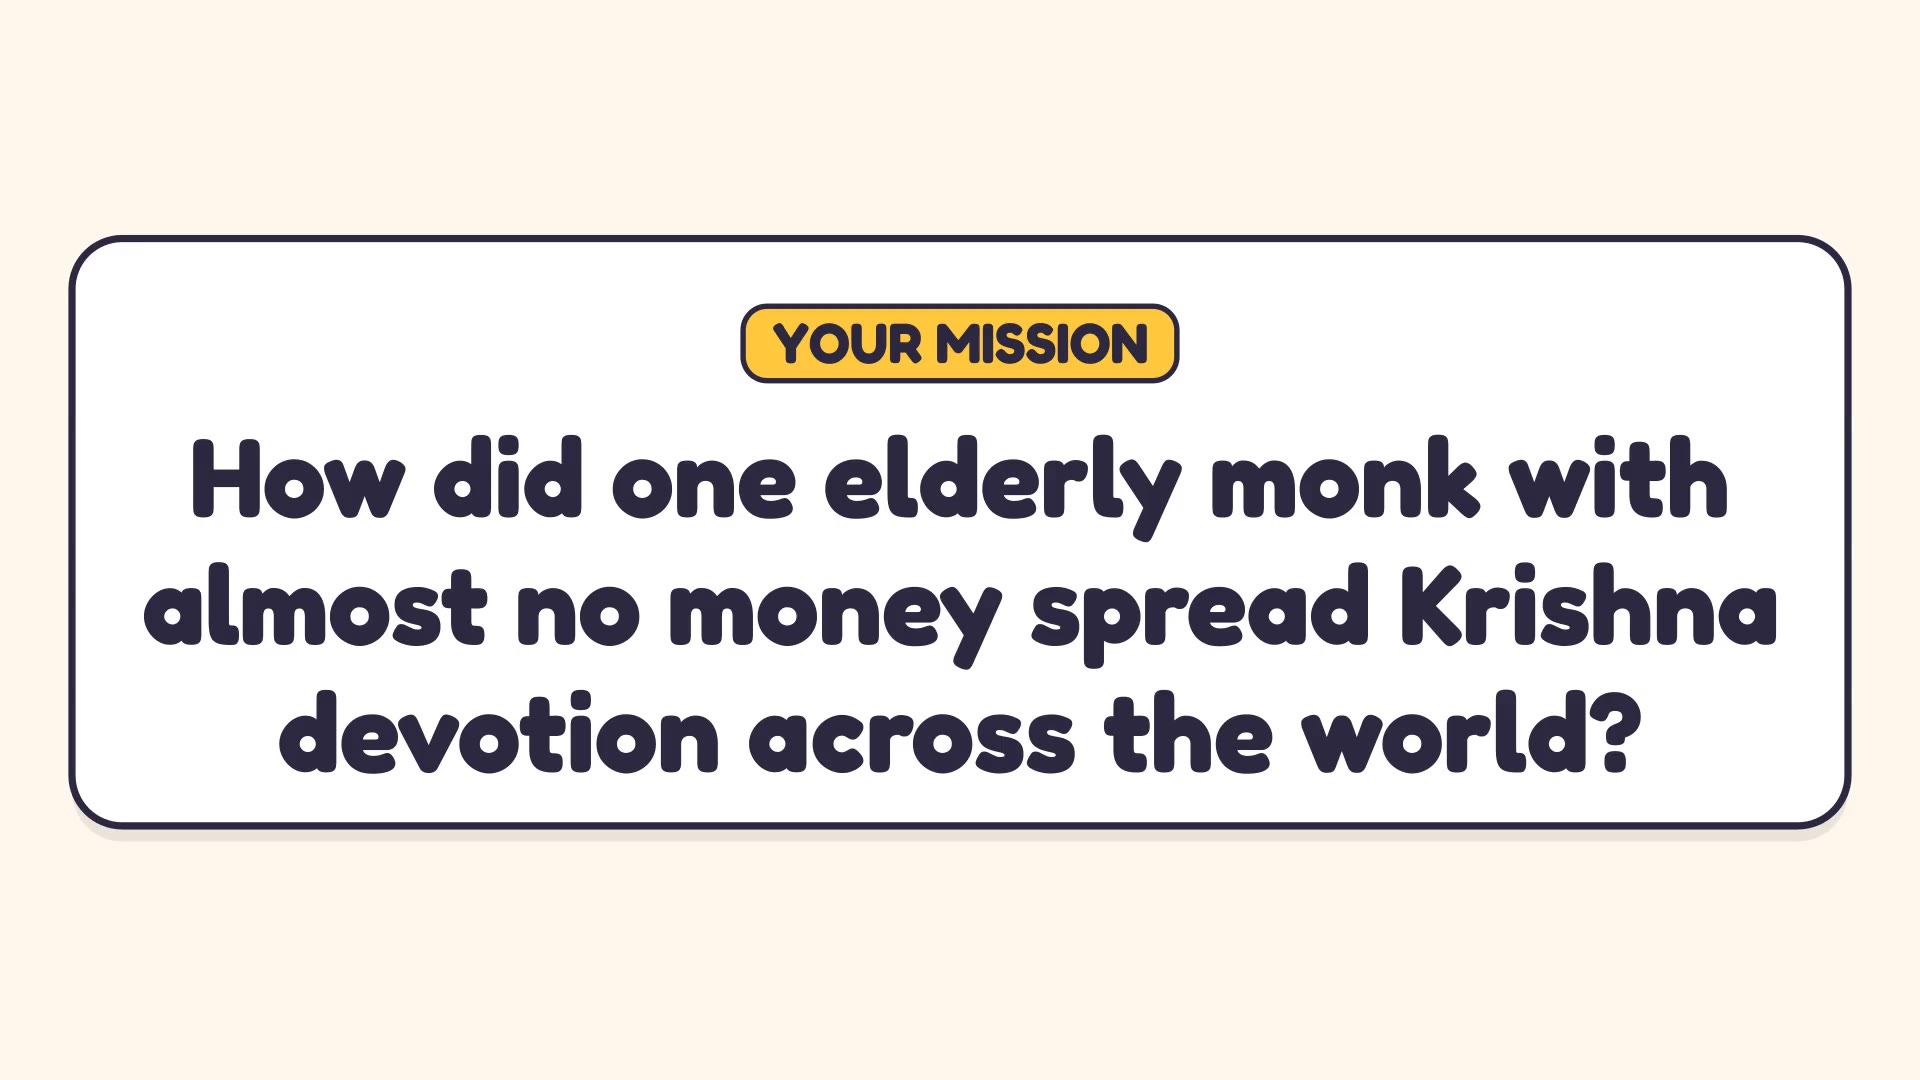 YOUR MISSION
How did one elderly monk with
almost no money spread Krishna
devotion across the world?